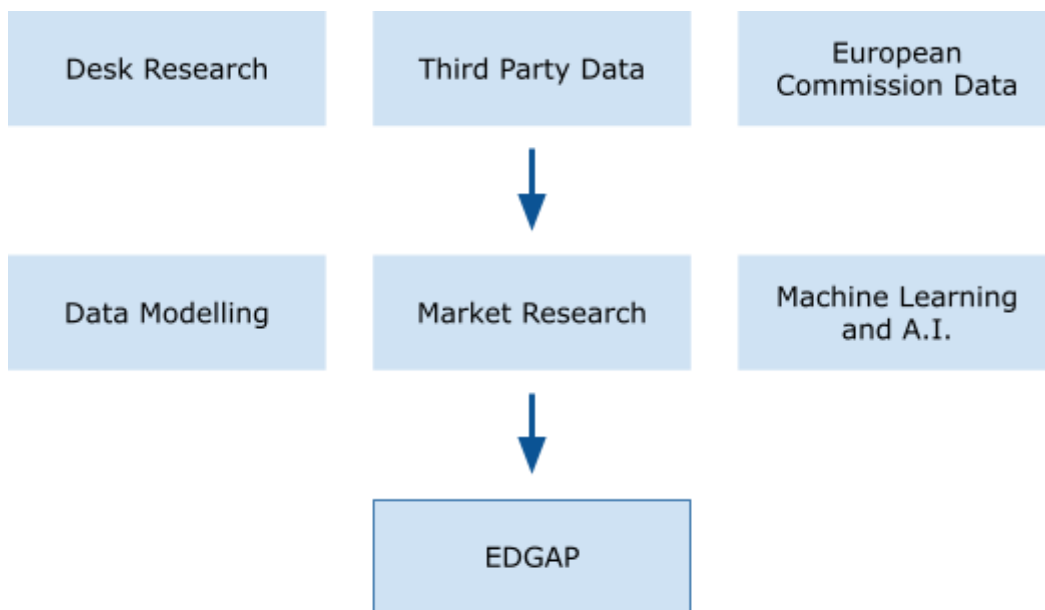 Desk Research
Third Party Data
European
Commission Data
Data Modelling
Market Research
Machine Learning
and A.I.
EDGAP